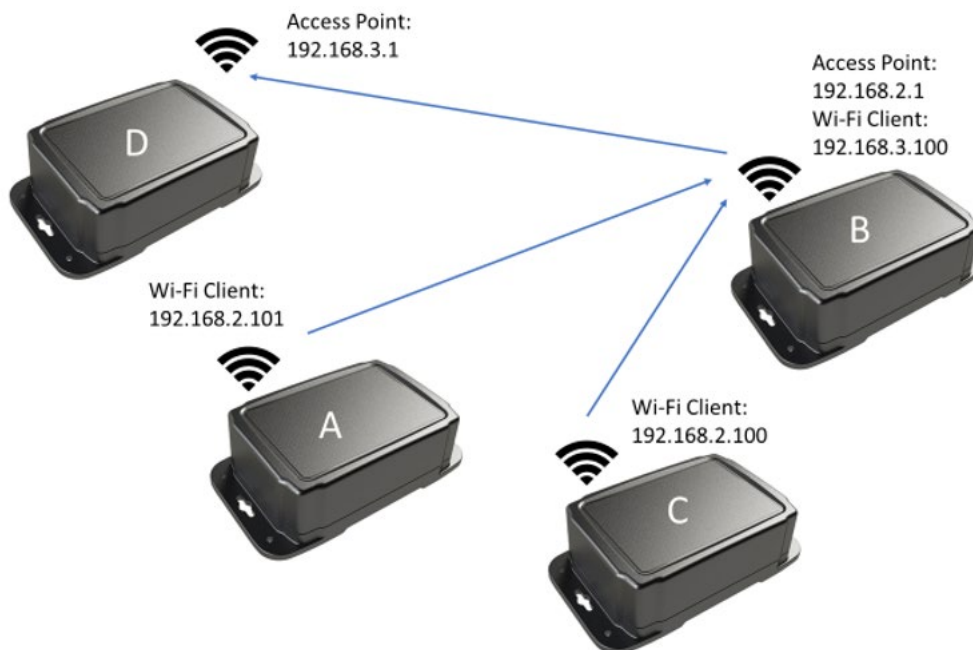 Access Point:
192.168.3.1
D
Access Point:
192.168.2.1
Wi-Fi Client:
192.168.3.100
B
Wi-Fi Client:
192.168.2.101
A
Wi-Fi Client:
192.168.2.100
C